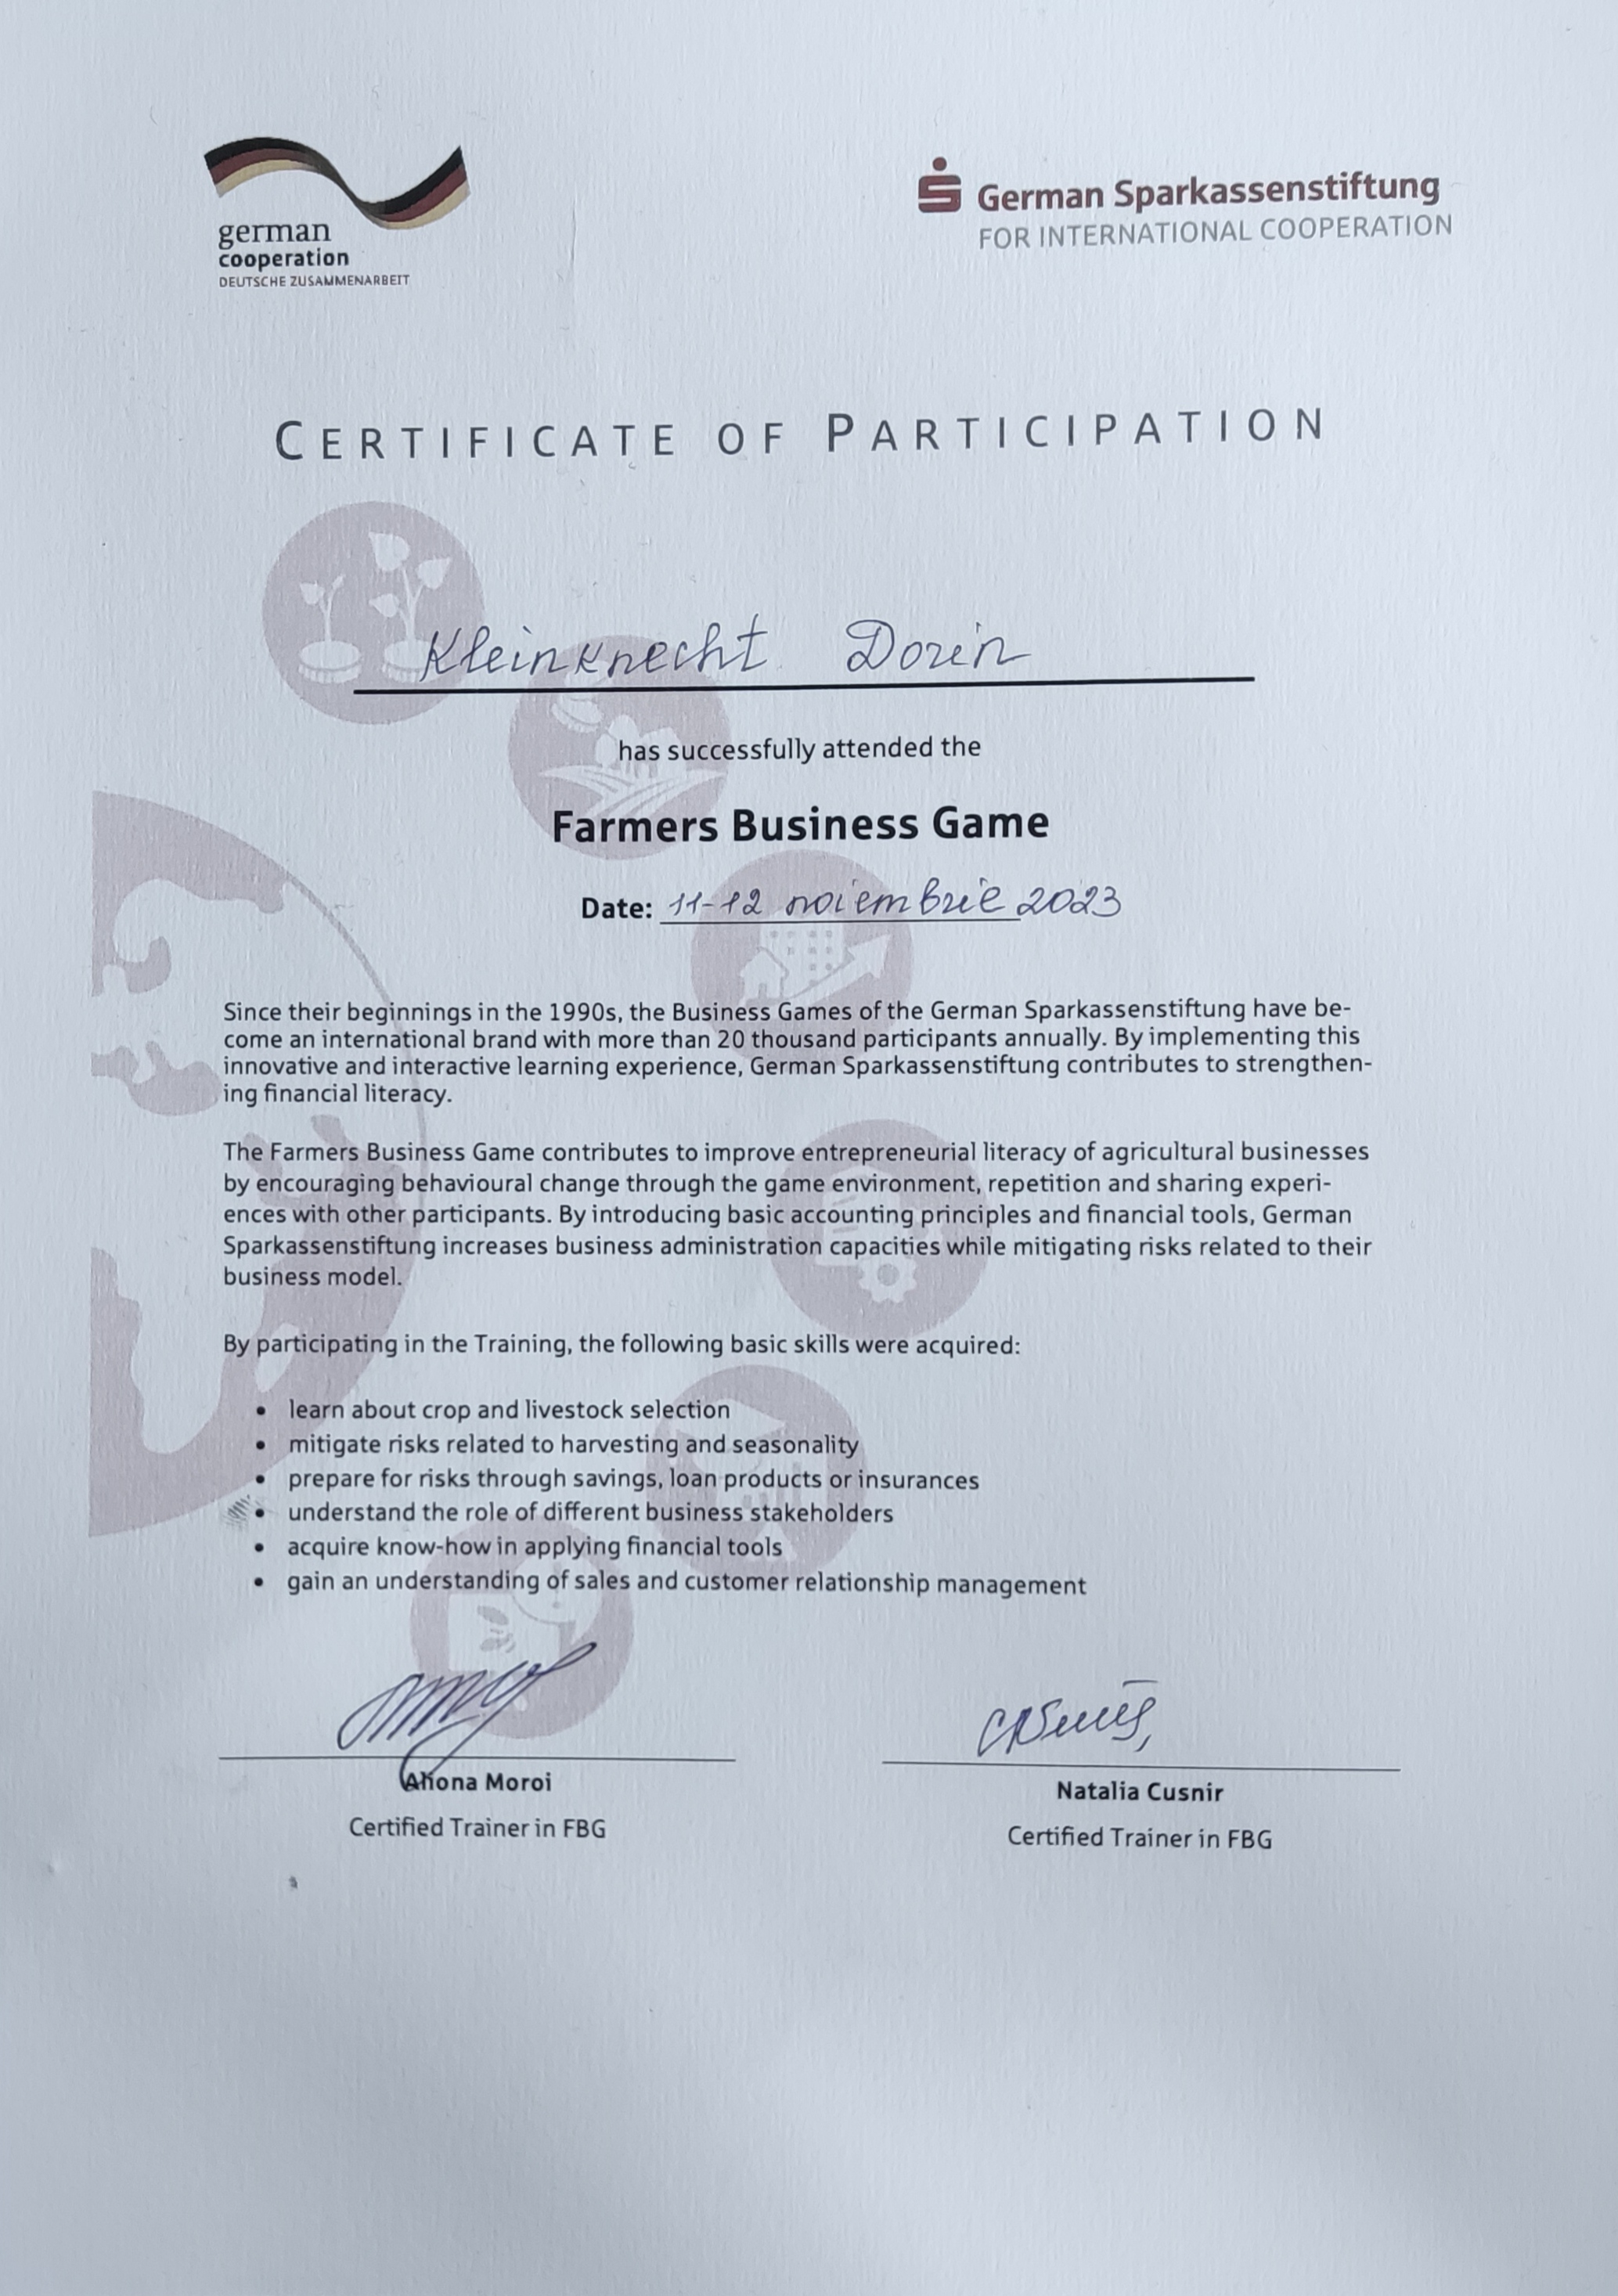 german
cooperation
DEUTSCHE ZUSAMMENARBEIT
German Sparkassenstiftung
FOR INTERNATIONAL COOPERATION
CERTIFICATE OF PARTICIPATION
Kleinknecht Dorin
has successfully attended the
Farmers Business Game
Date: 11-12 noiembrie 2023
Since their beginnings in the 1990s, the Business Games of the German Sparkassenstiftung have be-
come an international brand with more than 20 thousand participants annually. By implementing this
innovative and interactive learning experience, German Sparkassenstiftung contributes to strengthen-
ing financial literacy.
The Farmers Business Game contributes to improve entrepreneurial literacy of agricultural businesses
by encouraging behavioural change through the game environment, repetition and sharing experi-
ences with other participants. By introducing basic accounting principles and financial tools, German
Sparkassenstiftung increases business administration capacities while mitigating risks related to their
business model.
By participating in the Training, the following basic skills were acquired:
• learn about crop and livestock selection
• mitigate risks related to harvesting and seasonality
• prepare for risks through savings, loan products or insurances
• understand the role of different business stakeholders
• acquire know-how in applying financial tools
• gain an understanding of sales and customer relationship management
Aliona Moroi
Certified Trainer in FBG
Natalia Cusnir
Certified Trainer in FBG